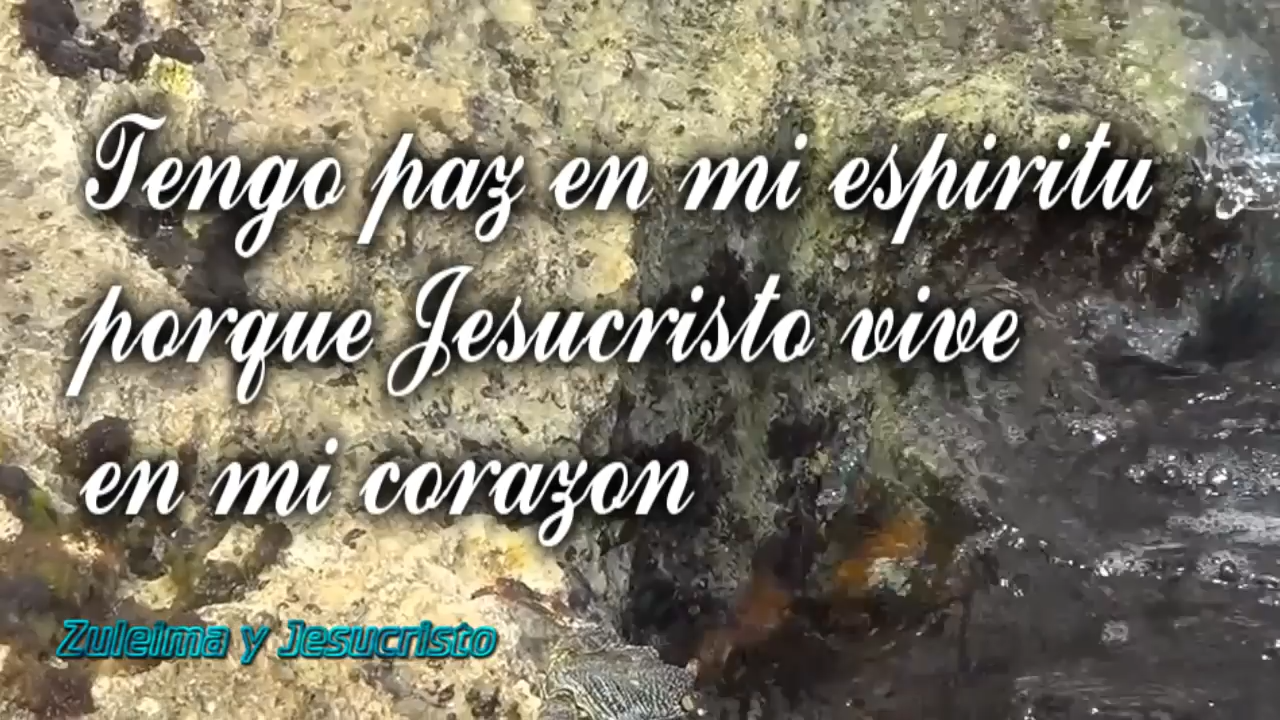 Tengo paz en mi espiritu
porque Jesucristo vive
en mi corazon
Zuleima y Jesucristo